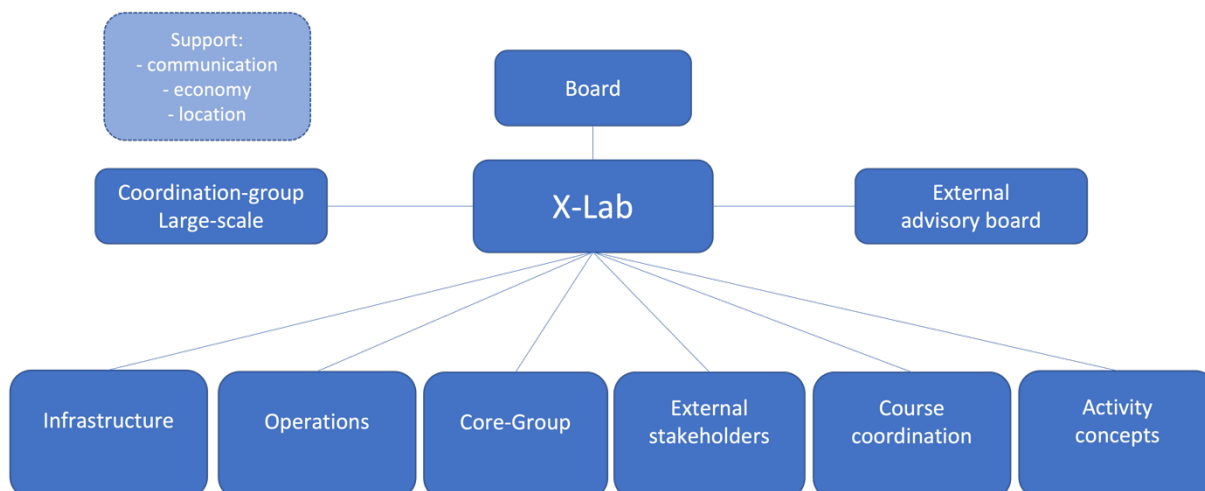 Support:
- communication
- economy
- location
Board
Coordination-group
Large-scale
X-Lab
External
advisory board
Infrastructure
Operations
Core-Group
External
stakeholders
Course
coordination
Activity
concepts